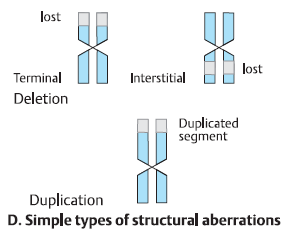 lost
Terminal
Interstitial
lost
Deletion
Duplicated
segment
Duplication
D. Simple types of structural aberrations